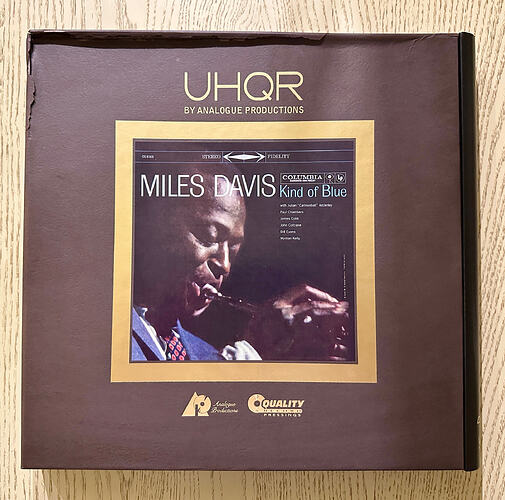 UHQR
BY ANALOGUE PRODUCTIONS
STEREO FIDELITY
MILES DAVIS
COLUMBIA
Kind of Blue
with Julian "Cannonball" Adderley
Paul Chambers
James Cobb
John Coltrane
Bill Evans
Wynton Kelly
Analogue
Productions
QUALITY
RECORD
PRESSINGS